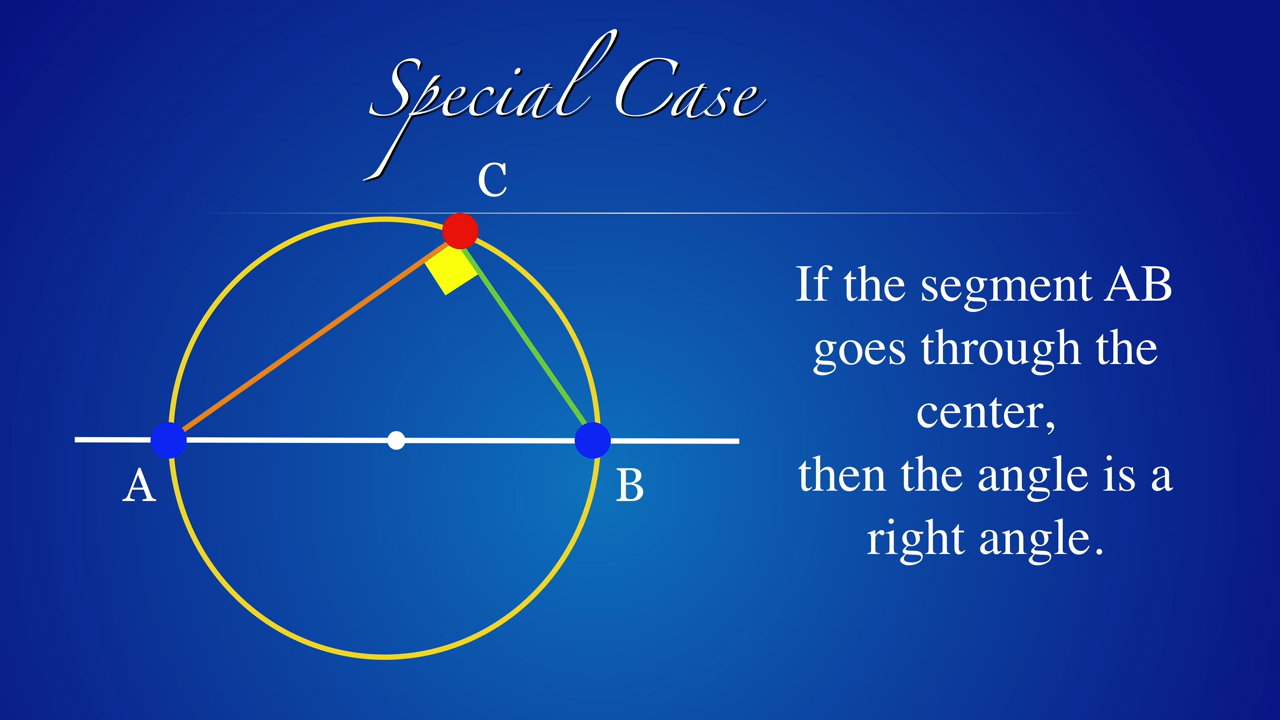 Special Case
C
If the segment AB
goes through the
center,
then the angle is a
right angle.
A
B